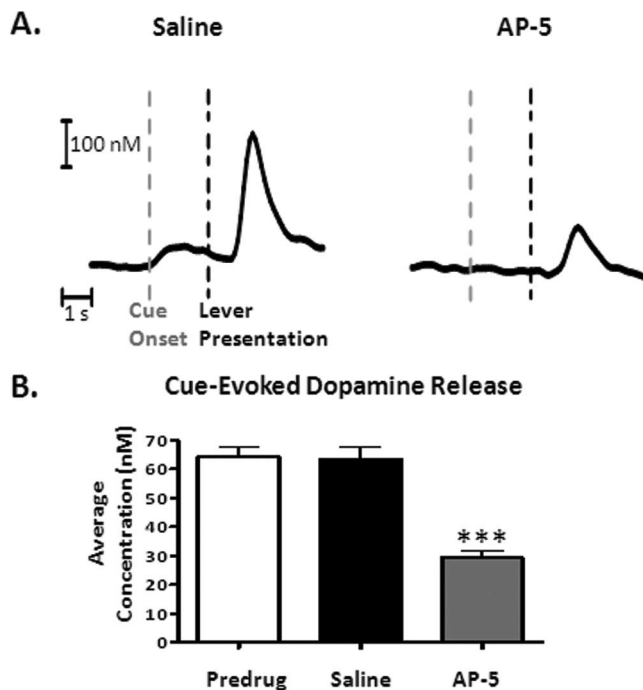 A.
Saline
AP-5
100 nM
1 s
Cue
Onset
Lever
Presentation
B.
Cue-Evoked Dopamine Release
Average
Concentration (nM)
70
60
50
40
30
20
10
0
***
Predrug
Saline
AP-5